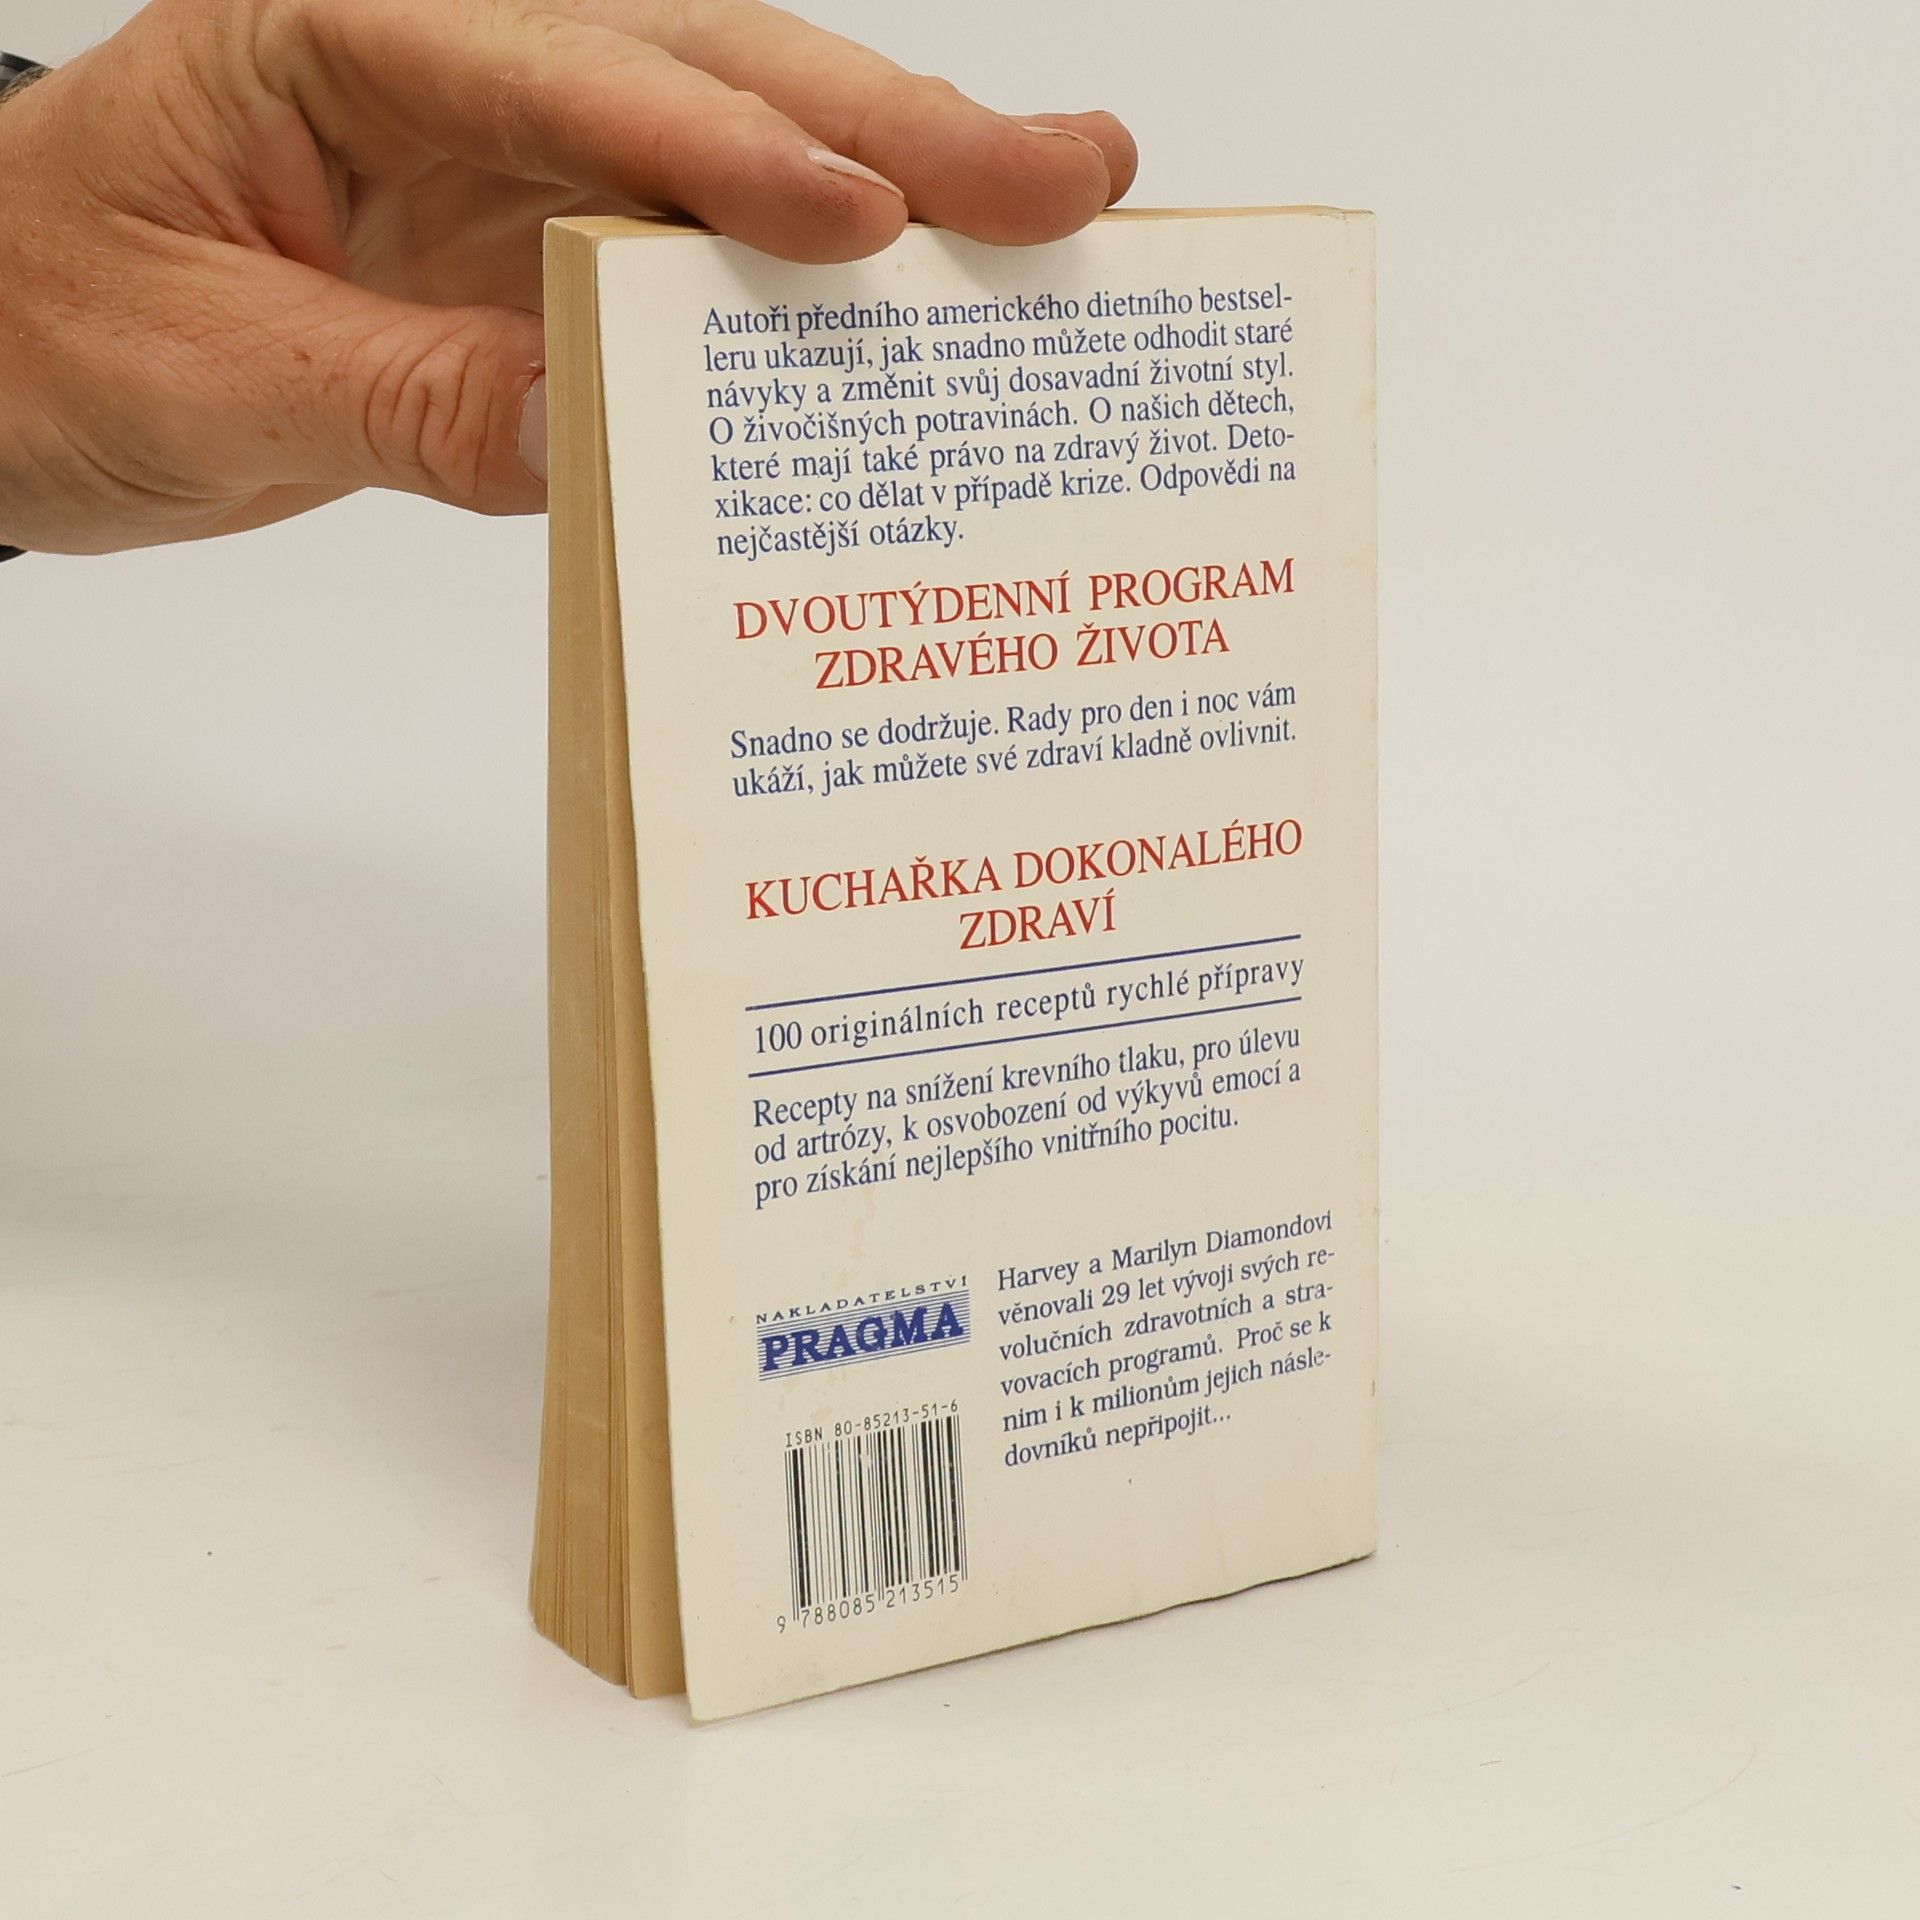 Autoři předního amerického dietního bestsel-
leru ukazují, jak snadno můžete odhodit staré
návyky a změnit svůj dosavadní životní styl.
O živočišných potravinách. O našich dětech,
které mají také právo na zdravý život. Deto-
xikace: co dělat v případě krize. Odpovědi na
nejčastější otázky.
DVOUTÝDENNÍ PROGRAM
ZDRAVÉHO ŽIVOTA
Snadno se dodržuje. Rady pro den i noc vám
ukáží, jak můžete své zdraví kladně ovlivnit.
KUCHAŘKA DOKONALÉHO
ZDRAVÍ
100 originálních receptů rychlé přípravy
Recepty na snížení krevního tlaku, pro úlevu
od artrózy, k osvobození od výkyvů emocí a
pro získání nejlepšího vnitřního pocitu.
NAKLADATELSTVÍ
PRAGMA
Harvey a Marilyn Diamondovi
věnovali 29 let vývoji svých re-
volučních zdravotních a stra-
vovacích programů. Proč se k
nim i k milionům jejich násle-
dovníků nepřipojit...
ISBN 80-85213-51-6
9 788085 213515